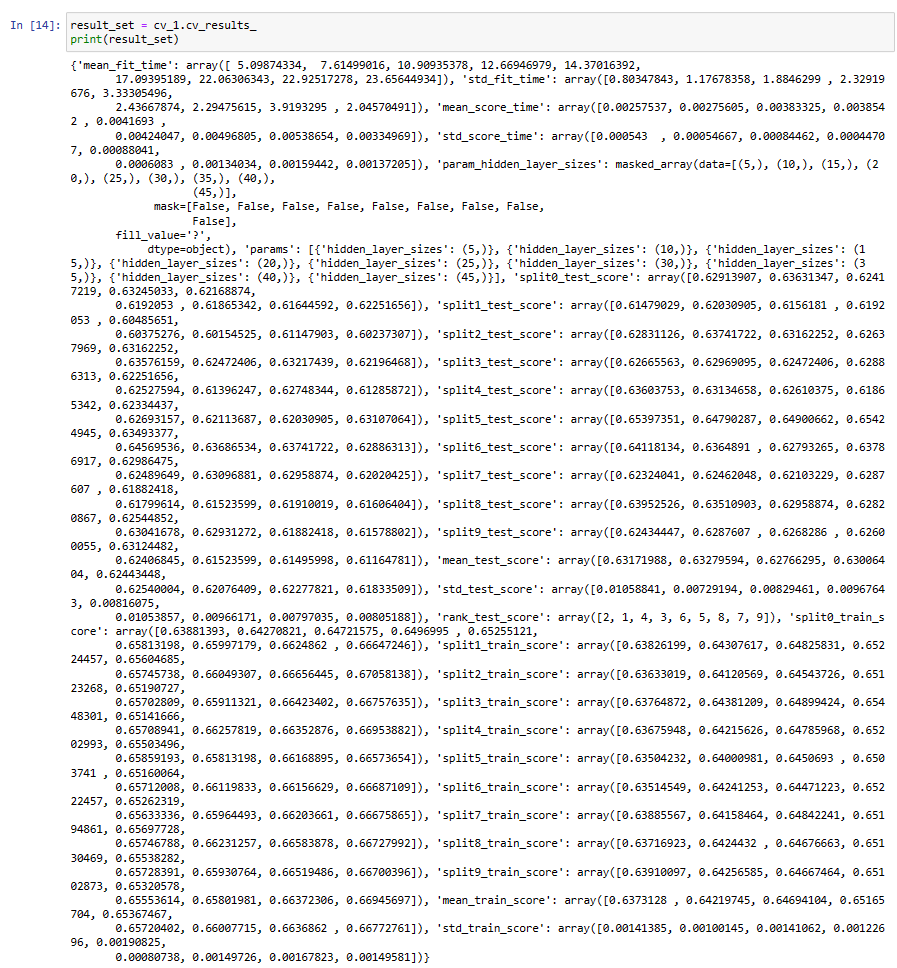 In [14]: result_set = cv_1.cv_results_
print(result_set)
{'mean_fit_time': array([ 5.09874334,  7.61499016, 10.90935378, 12.66946979, 14.37016392,
       17.09395189, 22.06306343, 22.92517278, 23.65644934]), 'std_fit_time': array([0.80347843, 1.17678358, 1.8846299 , 2.32919
676, 3.33305496,
       2.43667874, 2.29475615, 3.9193295 , 2.04570491]), 'mean_score_time': array([0.00257537, 0.00275605, 0.00383325, 0.003854
2 , 0.0041693 ,
       0.00424047, 0.00496805, 0.00538654, 0.00334969]), 'std_score_time': array([0.000543  , 0.00054667, 0.00084462, 0.0004470
7, 0.00088041,
       0.0006083 , 0.00134034, 0.00159442, 0.00137205]), 'param_hidden_layer_sizes': masked_array(data=[(5,), (10,), (15,), (2
0,), (25,), (30,), (35,), (40,),
                   (45,)],
             mask=[False, False, False, False, False, False, False, False,
                   False],
       fill_value='?',
            dtype=object), 'params': [{'hidden_layer_sizes': (5,)}, {'hidden_layer_sizes': (10,)}, {'hidden_layer_sizes': (1
5,)}, {'hidden_layer_sizes': (20,)}, {'hidden_layer_sizes': (25,)}, {'hidden_layer_sizes': (30,)}, {'hidden_layer_sizes': (3
5,)}, {'hidden_layer_sizes': (40,)}, {'hidden_layer_sizes': (45,)}], 'split0_test_score': array([0.62913907, 0.63631347, 0.6241
7219, 0.63245033, 0.62168874,
       0.6192053 , 0.61865342, 0.61644592, 0.62251656]), 'split1_test_score': array([0.61479029, 0.62030905, 0.6156181 , 0.6192
053 , 0.60485651,
       0.60375276, 0.60154525, 0.61147903, 0.60237307]), 'split2_test_score': array([0.62831126, 0.63741722, 0.63162252, 0.6263
7969, 0.63162252,
       0.63576159, 0.62472406, 0.63217439, 0.62196468]), 'split3_test_score': array([0.62665563, 0.62969095, 0.62472406, 0.6288
6313, 0.62251656,
       0.62527594, 0.61396247, 0.62748344, 0.61285872]), 'split4_test_score': array([0.63603753, 0.63134658, 0.62610375, 0.6186
5342, 0.62334437,
       0.62693157, 0.62113687, 0.62030905, 0.63107064]), 'split5_test_score': array([0.65397351, 0.64790287, 0.64900662, 0.6542
4945, 0.63493377,
       0.64569536, 0.63686534, 0.63741722, 0.62886313]), 'split6_test_score': array([0.64118134, 0.6364891 , 0.62793265, 0.6378
6917, 0.62986475,
       0.62489649, 0.63096881, 0.62958874, 0.62020425]), 'split7_test_score': array([0.62324041, 0.62462048, 0.62103229, 0.6287
607 , 0.61882418,
       0.61799614, 0.61523599, 0.61910019, 0.61606404]), 'split8_test_score': array([0.63952526, 0.63510903, 0.62958874, 0.6282
0867, 0.62544852,
       0.63041678, 0.62931272, 0.61882418, 0.61578802]), 'split9_test_score': array([0.62434447, 0.6287607 , 0.6268286 , 0.6260
0055, 0.63124482,
       0.62406845, 0.61523599, 0.61495998, 0.61164781]), 'mean_test_score': array([0.63171988, 0.63279594, 0.62766295, 0.630064
04, 0.62443448,
       0.62540004, 0.62076409, 0.62277821, 0.61833509]), 'std_test_score': array([0.01058841, 0.00729194, 0.00829461, 0.0096764
3, 0.00816075,
       0.01053857, 0.00966171, 0.00797035, 0.00805188]), 'rank_test_score': array([2, 1, 4, 3, 6, 5, 8, 7, 9]), 'split0_train_s
core': array([0.63881393, 0.64270821, 0.64721575, 0.6496995 , 0.65255121,
       0.65813198, 0.65997179, 0.6624862 , 0.66647246]), 'split1_train_score': array([0.63826199, 0.64307617, 0.64825831, 0.652
24457, 0.65604685,
       0.65745738, 0.66049307, 0.66656445, 0.67058138]), 'split2_train_score': array([0.63633019, 0.64120569, 0.64543726, 0.651
23268, 0.65190727,
       0.65702809, 0.65911321, 0.66423402, 0.66757635]), 'split3_train_score': array([0.63764872, 0.64381209, 0.64899424, 0.654
48301, 0.65141666,
       0.65708941, 0.66257819, 0.66352876, 0.66953882]), 'split4_train_score': array([0.63675948, 0.64215626, 0.64785968, 0.652
02993, 0.65503496,
       0.65859193, 0.65813198, 0.66168895, 0.66573654]), 'split5_train_score': array([0.63504232, 0.64000981, 0.6450693 , 0.650
3741 , 0.65160064,
       0.65712008, 0.66119833, 0.66156629, 0.66687109]), 'split6_train_score': array([0.63514549, 0.64241253, 0.64471223, 0.652
22457, 0.65262319,
       0.65633336, 0.65964493, 0.66203661, 0.66675865]), 'split7_train_score': array([0.63885567, 0.64158464, 0.64842241, 0.651
94861, 0.65697728,
       0.65746788, 0.66231257, 0.66583878, 0.66727992]), 'split8_train_score': array([0.63716923, 0.6424432 , 0.64676663, 0.651
30469, 0.65538282,
       0.65728391, 0.65930764, 0.66519486, 0.66700396]), 'split9_train_score': array([0.63910097, 0.64256585, 0.64667464, 0.651
02873, 0.65320578,
       0.65553614, 0.65801981, 0.66372306, 0.66945697]), 'mean_train_score': array([0.6373128 , 0.64219745, 0.64694104, 0.65165
704, 0.65367467,
       0.65720402, 0.66007715, 0.6636862 , 0.66772761]), 'std_train_score': array([0.00141385, 0.00100145, 0.00141062, 0.001226
96, 0.00190825,
       0.00080738, 0.00149726, 0.00167823, 0.00149581])}